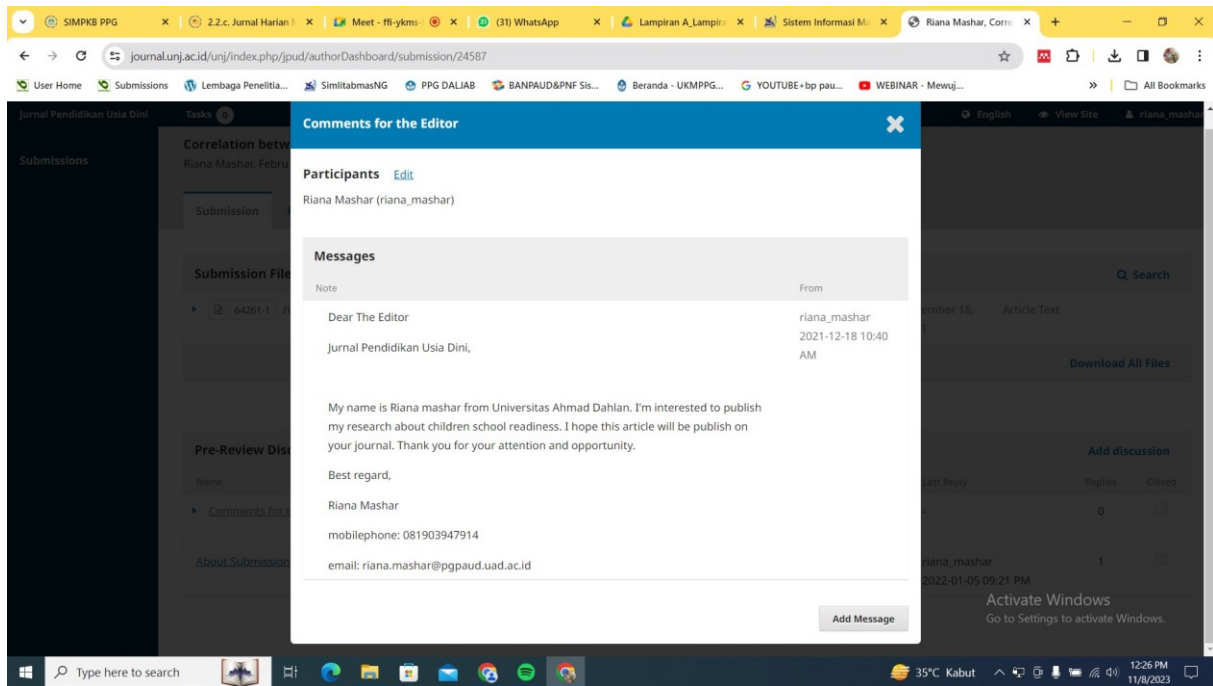 SIMPKB PPG
2.2.c. Jurnal Harian
Meet - ffi-ykms-
(31) WhatsApp
Lampiran A_Lampir
Sistem Informasi Ma
Riana Mashar, Corre
journal.unj.ac.id/unj/index.php/jpud/authorDashboard/submission/24587
User Home
Submissions
Lembaga Penelitia...
SimlitabmasNG
PPG DALJAB
BANPAUD&PNF Sis...
Beranda - UKMPPG...
YOUTUBE+bp pau...
WEBINAR - Mewuj...
»
All Bookmarks
Jurnal Pendidikan Usia Dini
Tasks 0
English
View Site
riana_mashar
Submissions
Correlation betw
Riana Mashar, Febru
Submission
Submission File
Search
64261-1
ember 18,
Article Text
Download All Files
Pre-Review Disc
Add discussion
Name
Last Reply
Replies
Closed
Comments for t
-
0
About Submission
riana_mashar
2022-01-05 09:21 PM
1
Comments for the Editor
Participants Edit
Riana Mashar (riana_mashar)
Messages
Note
From
Dear The Editor
riana_mashar
2021-12-18 10:40
AM
Jurnal Pendidikan Usia Dini,
My name is Riana mashar from Universitas Ahmad Dahlan. I'm interested to publish
my research about children school readiness. I hope this article will be publish on
your journal. Thank you for your attention and opportunity.
Best regard,
Riana Mashar
mobilephone: 081903947914
email: riana.mashar@pgpaud.uad.ac.id
Add Message
Activate Windows
Go to Settings to activate Windows.
Type here to search
35°C Kabut
12:26 PM
11/8/2023